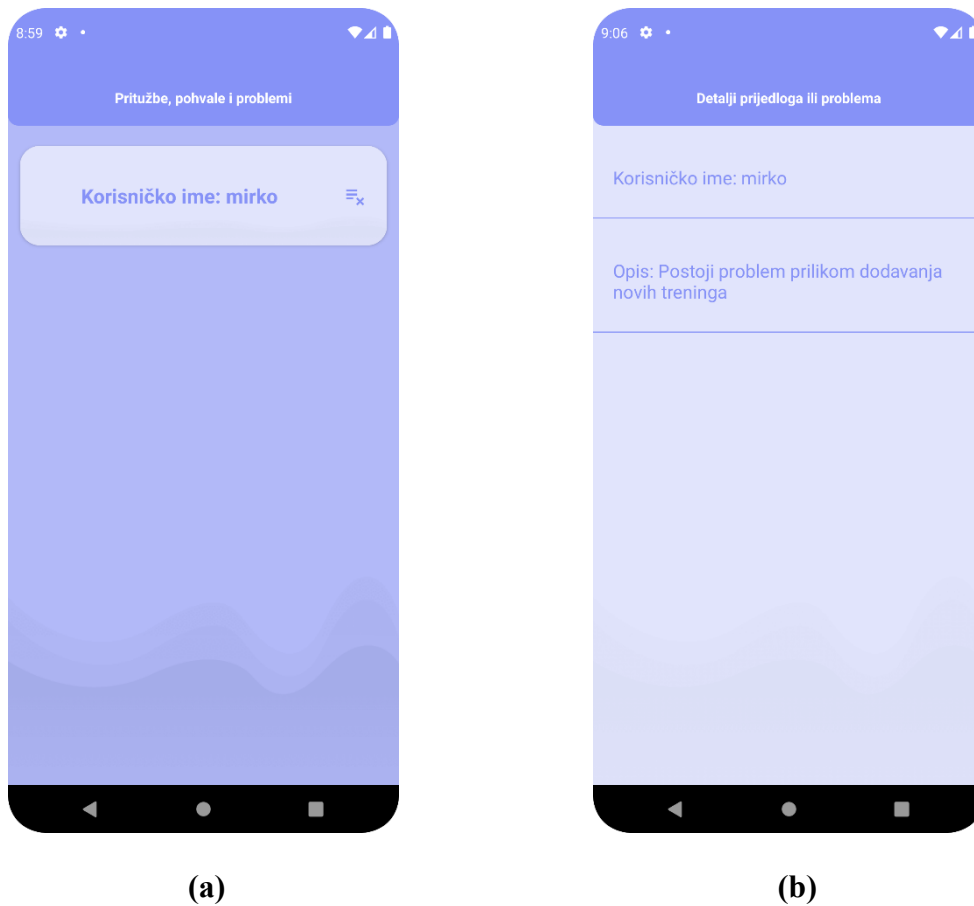 8:59
Pritužbe, pohvale i problemi
Korisničko ime: mirko
(a)
9:06
Detalji prijedloga ili problema
Korisničko ime: mirko
Opis: Postoji problem prilikom dodavanja
novih treninga
(b)